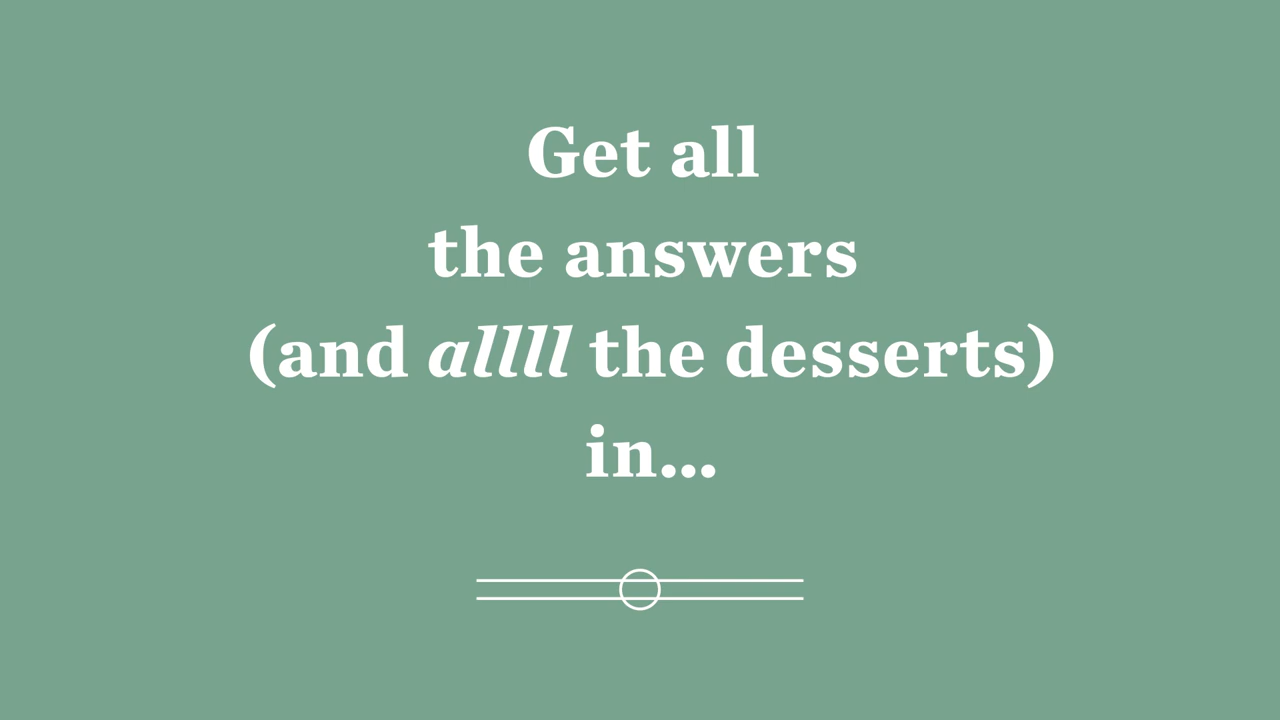 Get all
the answers
(and allll the desserts)
in...